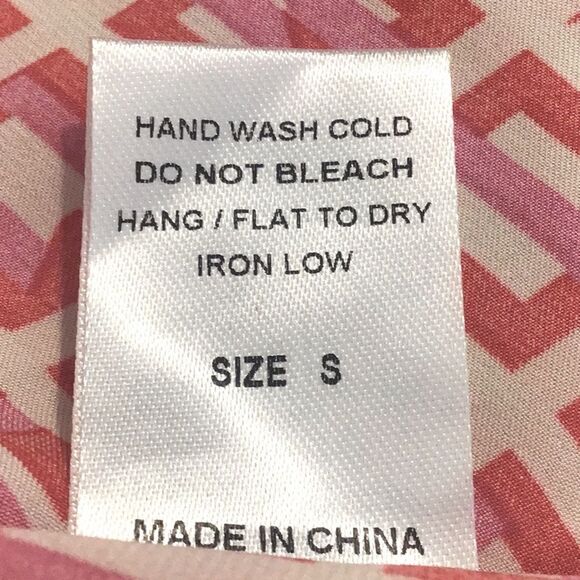 HAND WASH COLD
DO NOT BLEACH
HANG / FLAT TO DRY
IRON LOW
SIZE S
MADE IN CHINA